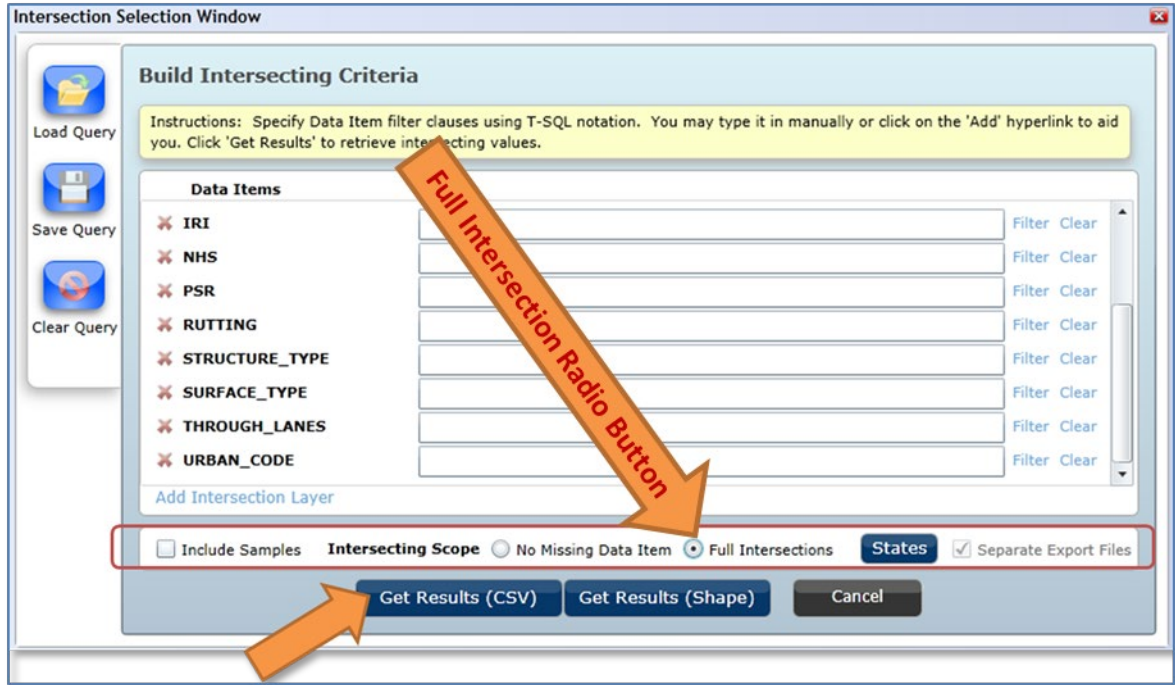 Intersection Selection Window
Build Intersecting Criteria
Instructions: Specify Data Item filter clauses using T-SQL notation. You may type it in manually or click on the 'Add' hyperlink to aid
you. Click 'Get Results' to retrieve intersecting values.
Load Query
Save Query
Clear Query
Data Items
IRI Filter Clear
NHS Filter Clear
PSR Filter Clear
RUTTING Filter Clear
STRUCTURE_TYPE Filter Clear
SURFACE_TYPE Filter Clear
THROUGH_LANES Filter Clear
URBAN_CODE Filter Clear
Full Intersection Radio Button
Add Intersection Layer
Include Samples Intersecting Scope No Missing Data Item Full Intersections States Separate Export Files
Get Results (CSV) Get Results (Shape) Cancel